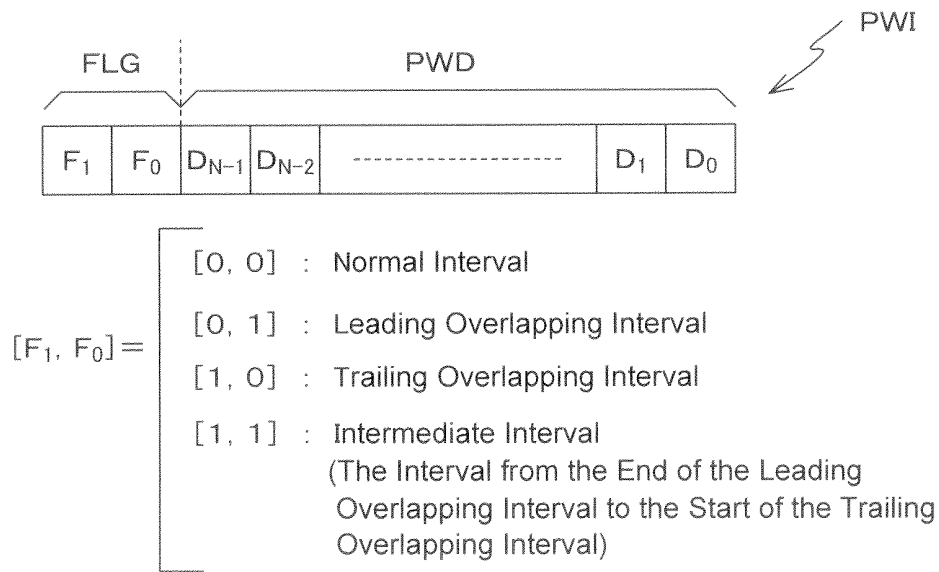 PWI
FLG PWD
F₁ F₀ D_{N-1} D_{N-2} D₁ D₀
[0, 0] : Normal Interval
[0, 1] : Leading Overlapping Interval
[F₁, F₀]=
[1, 0] : Trailing Overlapping Interval
[1, 1] : Intermediate Interval
(The Interval from the End of the Leading
Overlapping Interval to the Start of the Trailing
Overlapping Interval)